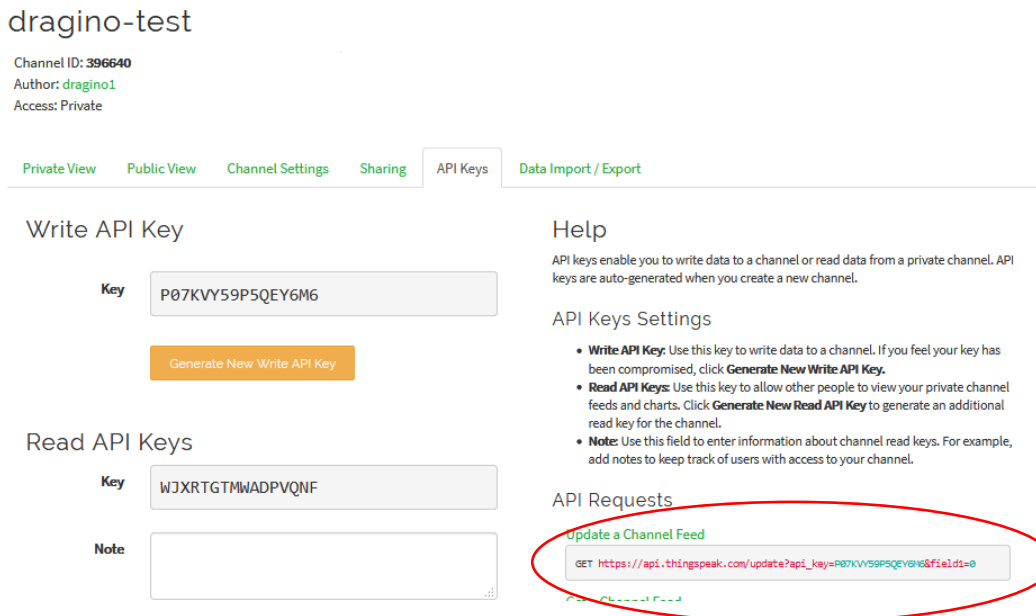 dragino-test
Channel ID: 396640
Author: dragino1
Access: Private
Private View Public View Channel Settings Sharing API Keys Data Import / Export
Write API Key
Key P07KVY59P5QEY6M6
Generate New Write API Key
Read API Keys
Key WJXRTGTMWADPVQNF
Note
Help
API keys enable you to write data to a channel or read data from a private channel. API
keys are auto-generated when you create a new channel.
API Keys Settings
• Write API Key: Use this key to write data to a channel. If you feel your key has
been compromised, click Generate New Write API Key.
• Read API Keys: Use this key to allow other people to view your private channel
feeds and charts. Click Generate New Read API Key to generate an additional
read key for the channel.
• Note: Use this field to enter information about channel read keys. For example,
add notes to keep track of users with access to your channel.
API Requests
Update a Channel Feed
GET https://api.thingspeak.com/update?api_key=P07KVY59P5QEY6M6&field1=0
Channel Feed